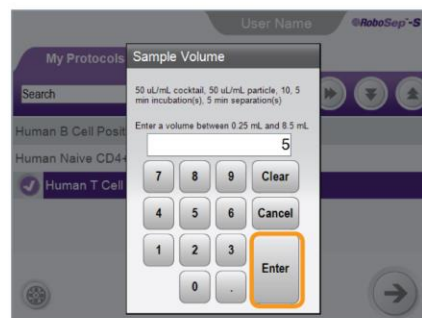 User Name
RoboSep®-S
My Protocols
Sample Volume
Search
50 uL/mL cocktail, 50 uL/mL particle, 10, 5
min incubation(s), 5 min separation(s)
Enter a volume between 0.25 mL and 8.5 mL
5
Human B Cell Posit
Human Naive CD4+
Human T Cell
7 8 9 Clear
4 5 6 Cancel
1 2 3
Enter
0 .